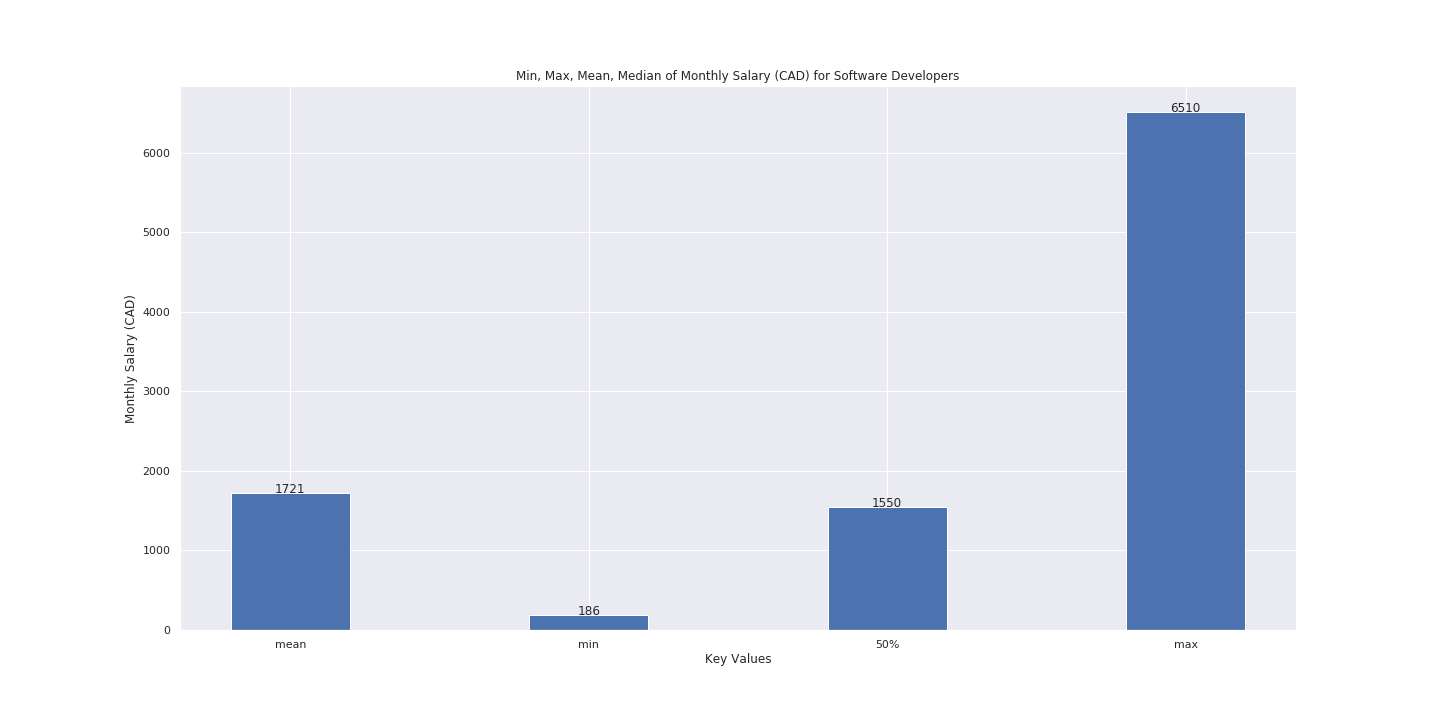 Min, Max, Mean, Median of Monthly Salary (CAD) for Software Developers
Monthly Salary (CAD)
6000
5000
4000
3000
2000
1000
0
1721
186
1550
6510
mean
min
50%
max
Key Values